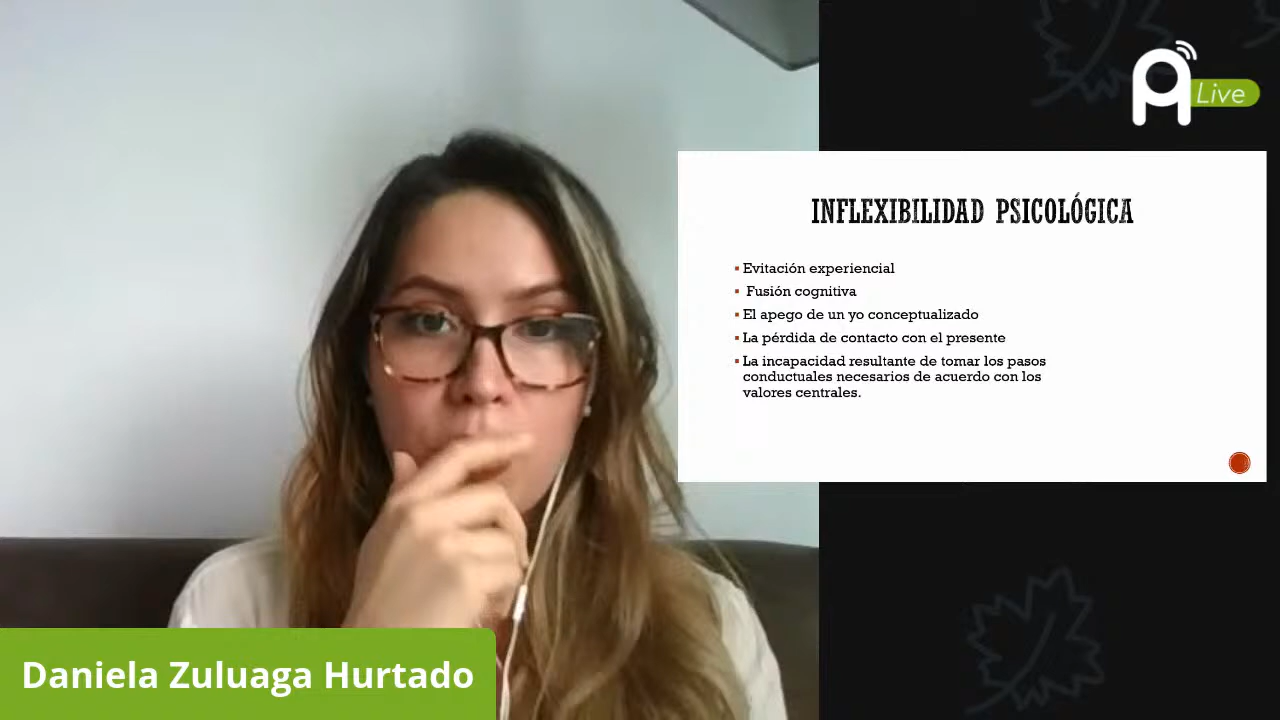 Live
INFLEXIBILIDAD PSICOLÓGICA
▪ Evitación experiencial
▪ Fusión cognitiva
▪ El apego de un yo conceptualizado
▪ La pérdida de contacto con el presente
▪ La incapacidad resultante de tomar los pasos
conductuales necesarios de acuerdo con los
valores centrales.
Daniela Zuluaga Hurtado